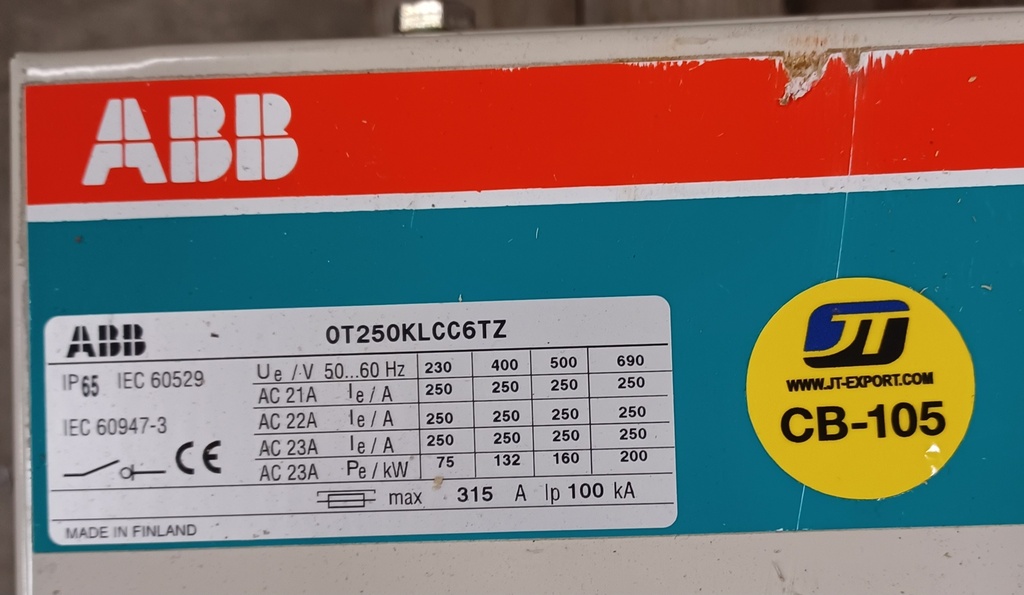 ABB
ABB
OT250KLCC6TZ
IP65 IEC 60529
IEC 60947-3
CE
Ue / V 50...60 Hz 230 400 500 690
AC 21A Ie / A 250 250 250 250
AC 22A Ie / A 250 250 250 250
AC 23A Ie / A 250 250 250 250
AC 23A Pe / kW 75 132 160 200
max 315 A Ip 100 kA
MADE IN FINLAND
JT
WWW.JT-EXPORT.COM
CB-105